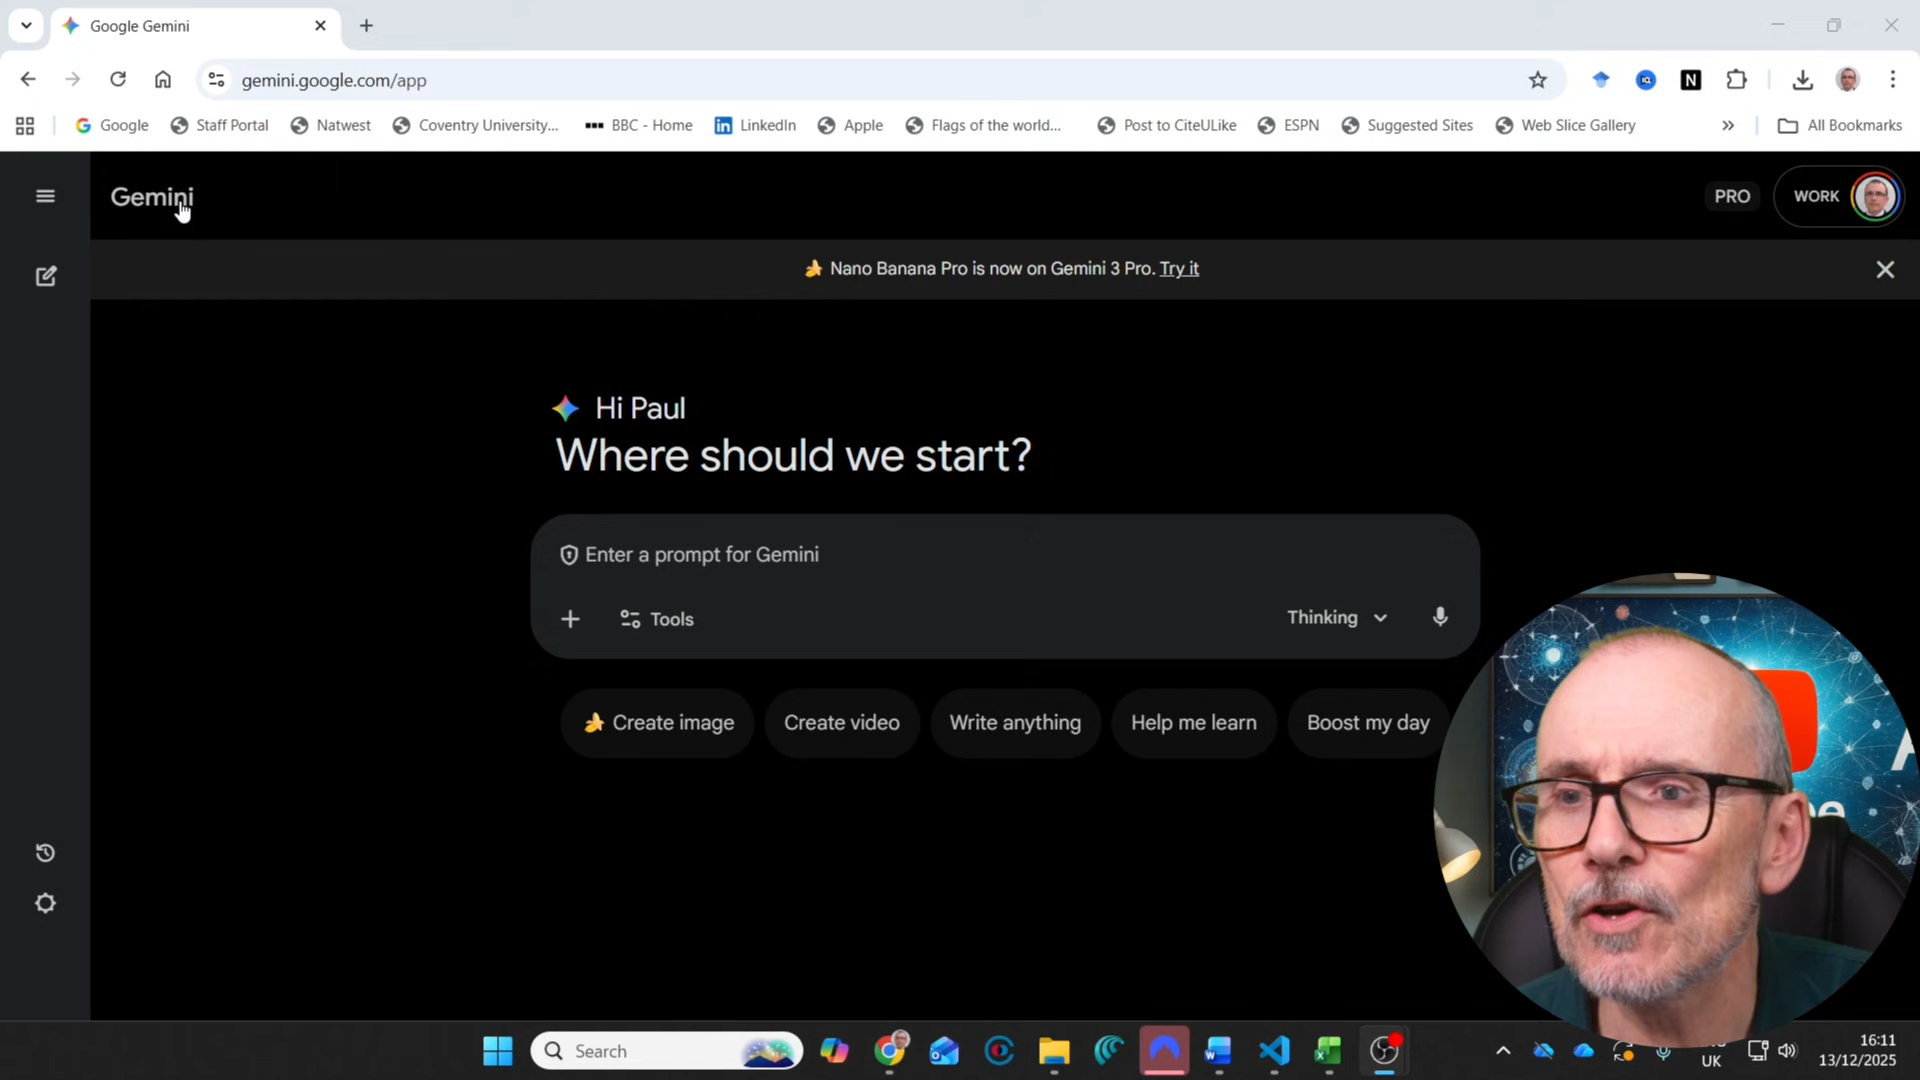 Google Gemini
gemini.google.com/app
Google
Staff Portal
Natwest
Coventry University...
BBC - Home
LinkedIn
Apple
Flags of the world...
Post to CiteULike
ESPN
Suggested Sites
Web Slice Gallery
All Bookmarks
Gemini
PRO
WORK
🍌 Nano Banana Pro is now on Gemini 3 Pro. Try it
Hi Paul
Where should we start?
Enter a prompt for Gemini
Tools
Thinking
Create image
Create video
Write anything
Help me learn
Boost my day
Search
UK
16:11
13/12/2025